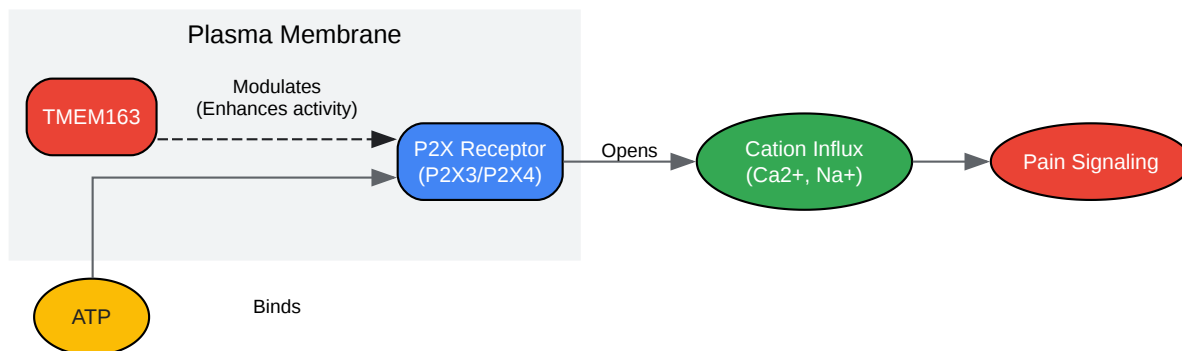 Plasma Membrane
TMEM163
Modulates
(Enhances activity)
P2X Receptor
(P2X3/P2X4)
Opens
Cation Influx
(Ca2+, Na+)
Pain Signaling
ATP
Binds